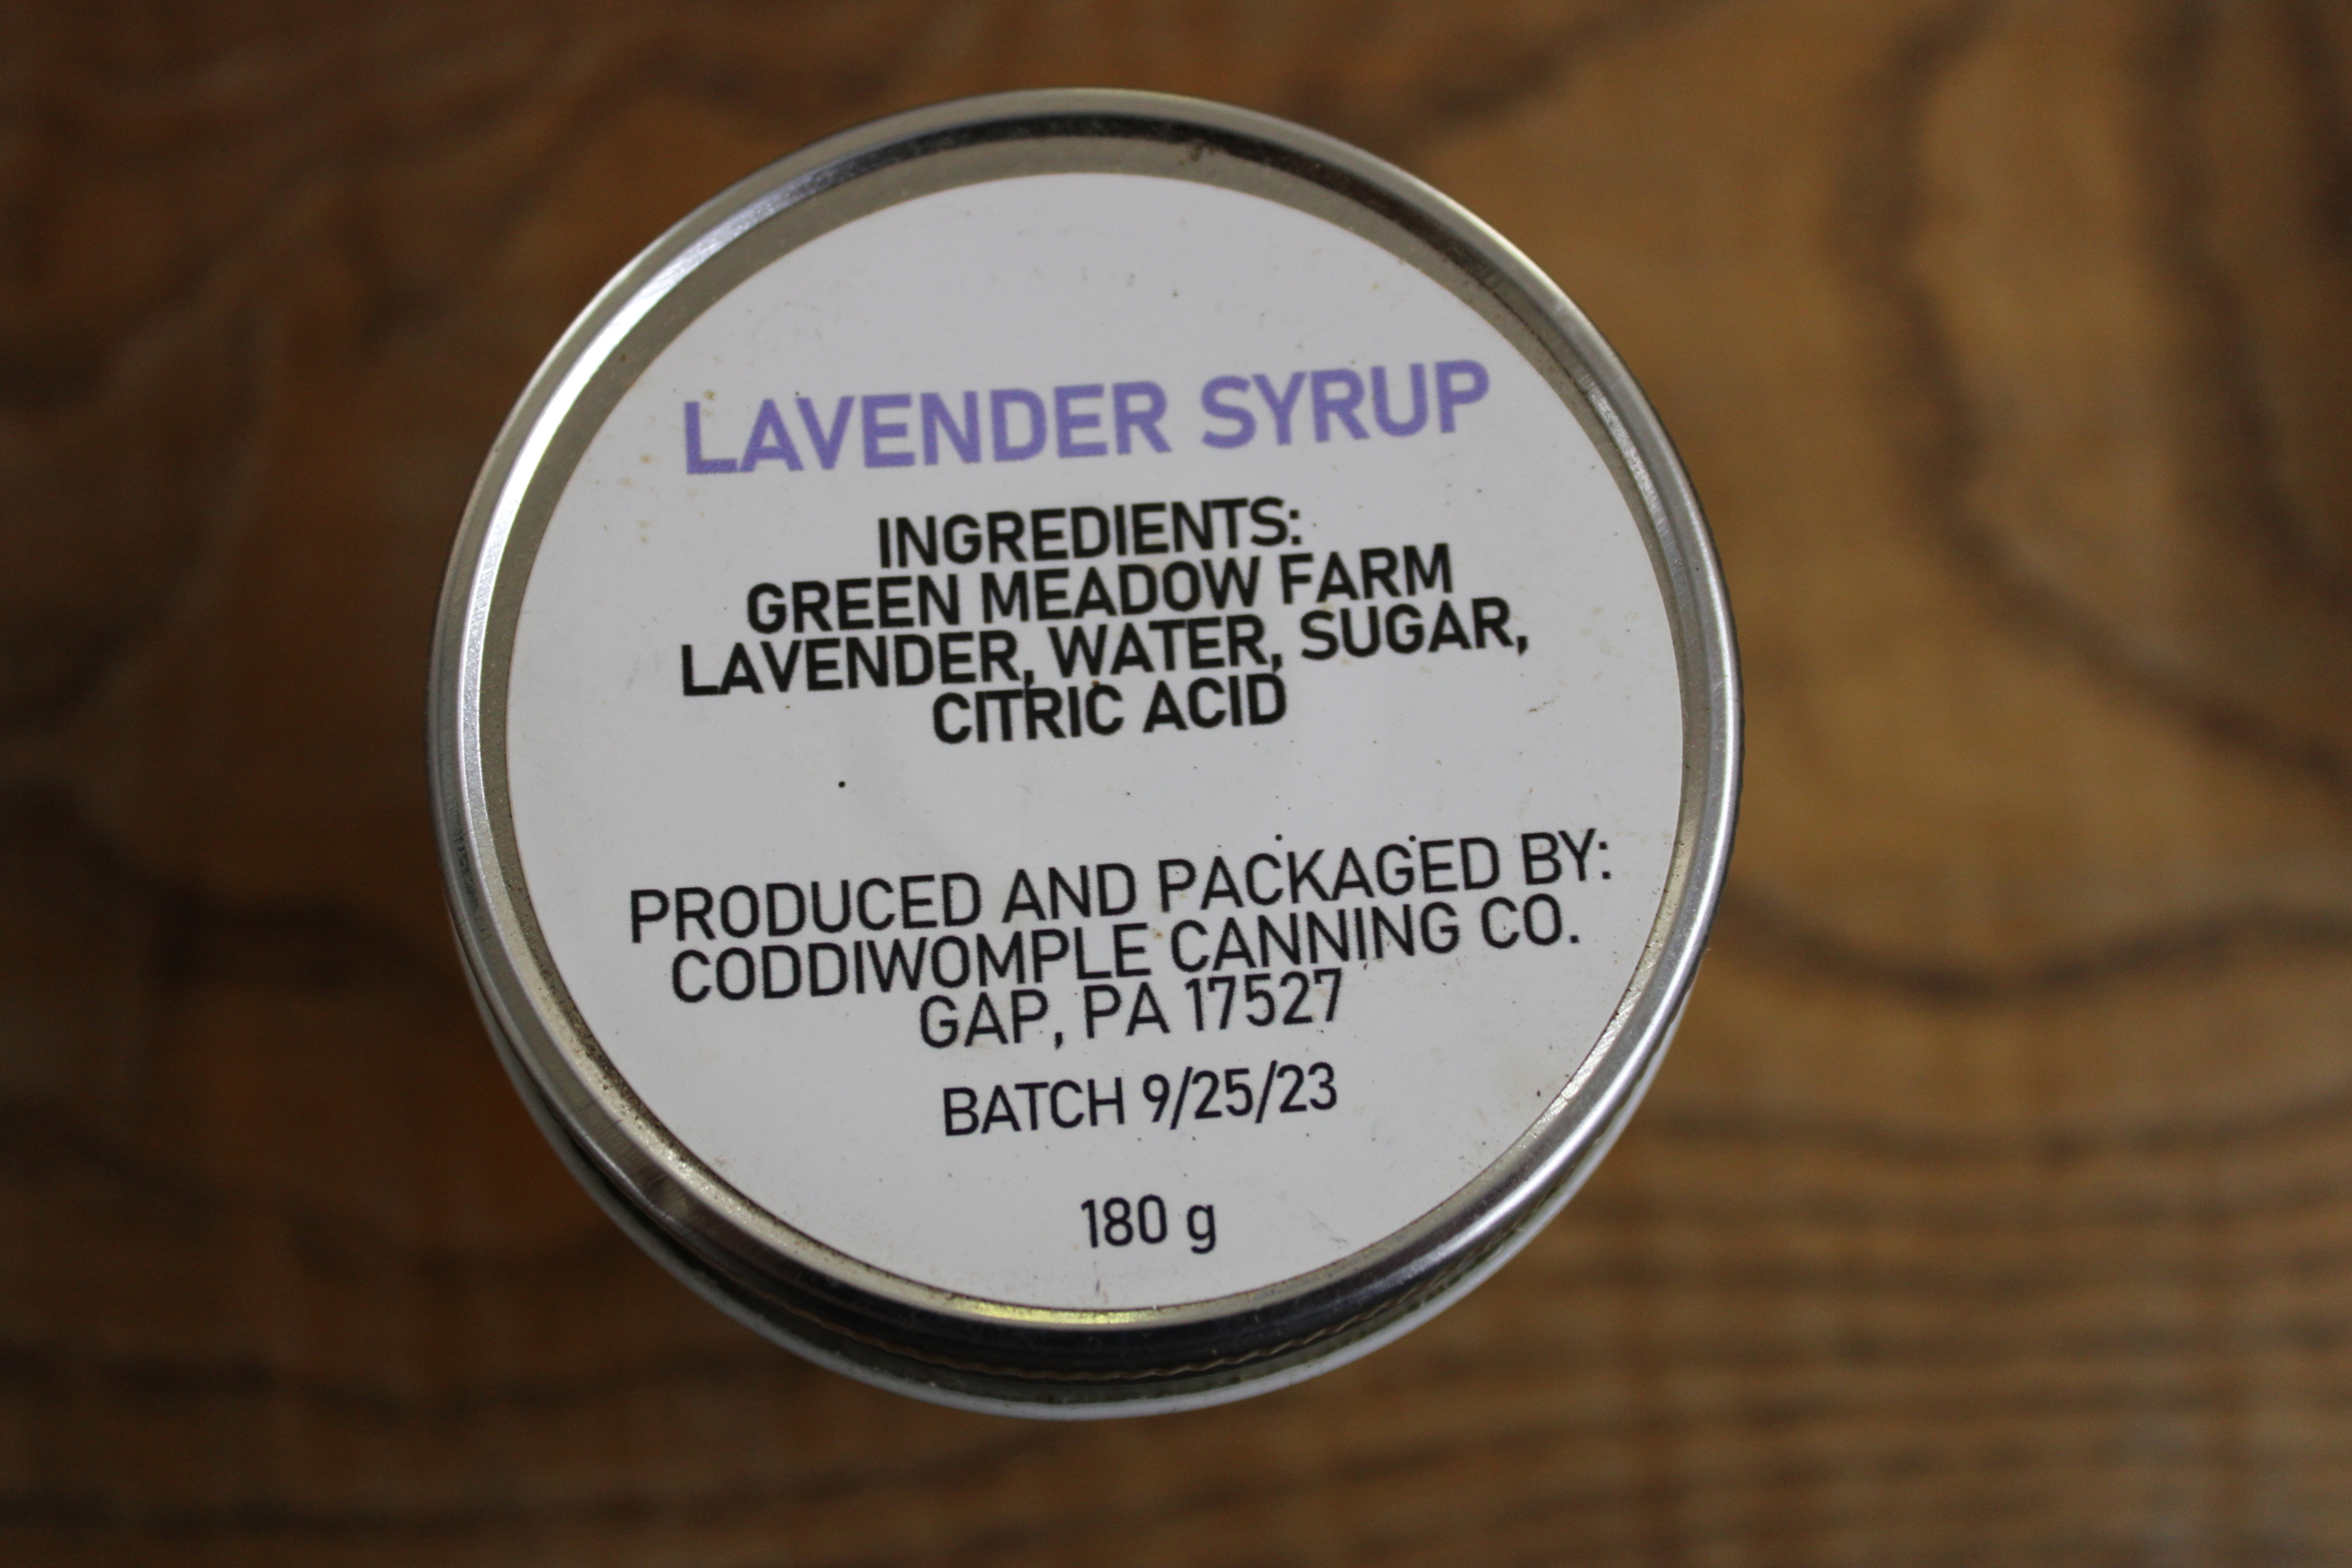 LAVENDER SYRUP
INGREDIENTS:
GREEN MEADOW FARM
LAVENDER, WATER, SUGAR,
CITRIC ACID
PRODUCED AND PACKAGED BY:
CODDIWOMPLE CANNING CO.
GAP, PA 17527
BATCH 9/25/23
180 g